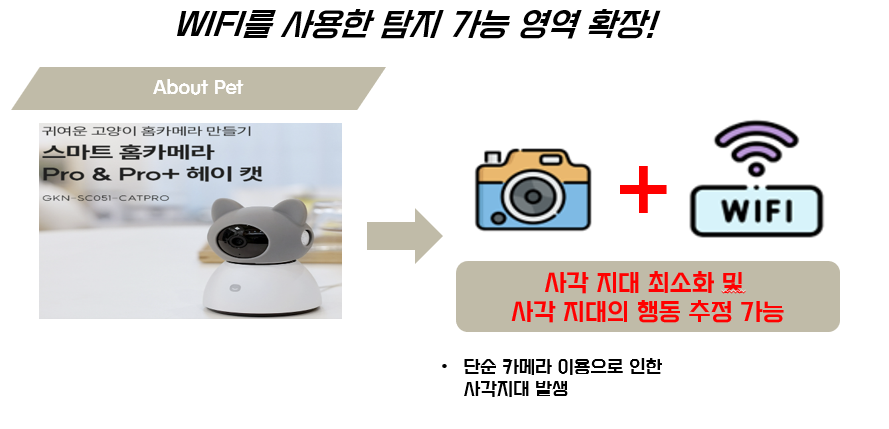 WIFI를 사용한 탐지 가능 영역 확장!
About Pet
귀여운 고양이 홈카메라 만들기
스마트 홈카메라
Pro & Pro+ 헤이 캣
GKN-SC051-CATPRO
WIFI
사각 지대 최소화 및
사각 지대의 행동 추정 가능
• 단순 카메라 이용으로 인한
사각지대 발생